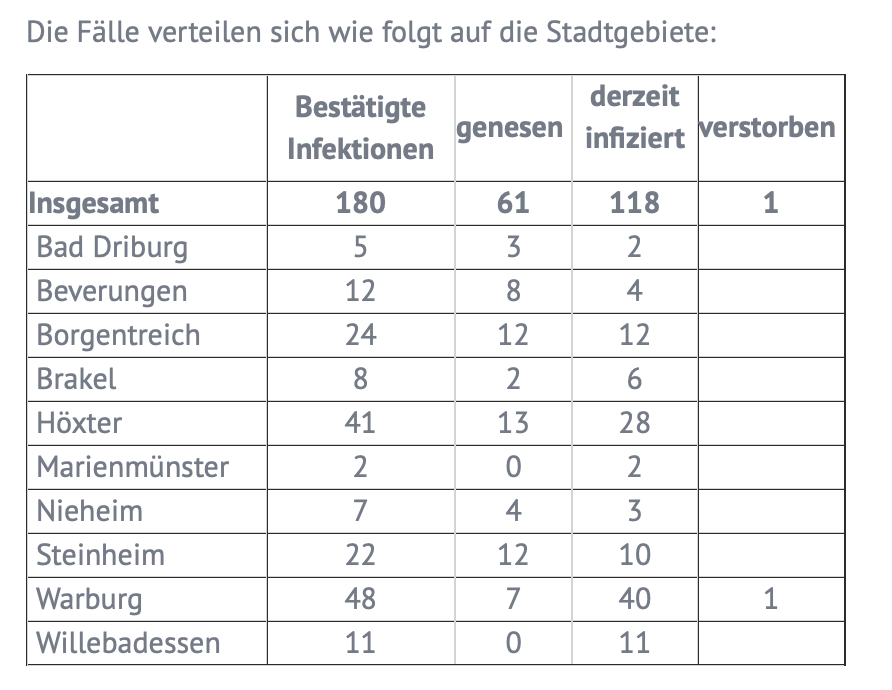 Die Fälle verteilen sich wie folgt auf die Stadtgebiete:
Bestätigte Infektionen genesen derzeit infiziert verstorben
Insgesamt 180 61 118 1
Bad Driburg 5 3 2
Beverungen 12 8 4
Borgentreich 24 12 12
Brakel 8 2 6
Höxter 41 13 28
Marienmünster 2 0 2
Nieheim 7 4 3
Steinheim 22 12 10
Warburg 48 7 40 1
Willebadessen 11 0 11